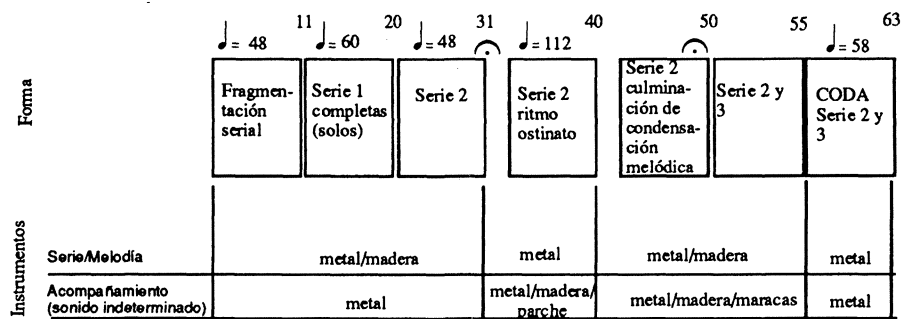 11 20 31 40 50 55 63
♩= 48 ♩=60 ♩=48 ♩=112 ♩=58
Forma
Fragmen-
tación
serial
Serie 1
completas
(solos)
Serie 2
Serie 2
ritmo
ostinato
Serie 2
culmina-
ción de
condensa-
ción
melódica
Serie 2 y
3
CODA
Serie 2 y
3
Instrumentos
Serie/Melodía metal/madera metal metal/madera metal
Acompañamiento
(sonido indeterminado)
metal
metal/madera/
parche
metal/madera/maracas
metal